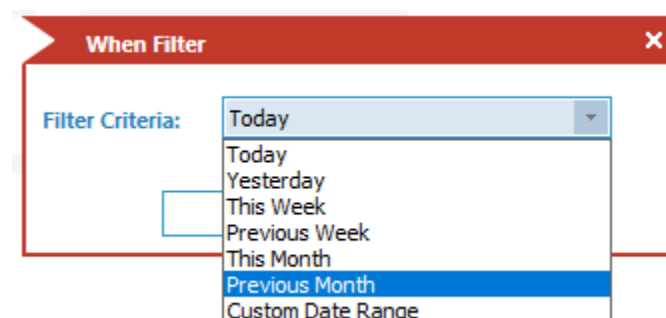 When Filter
Filter Criteria: Today
Today
Yesterday
This Week
Previous Week
This Month
Previous Month
Custom Date Range